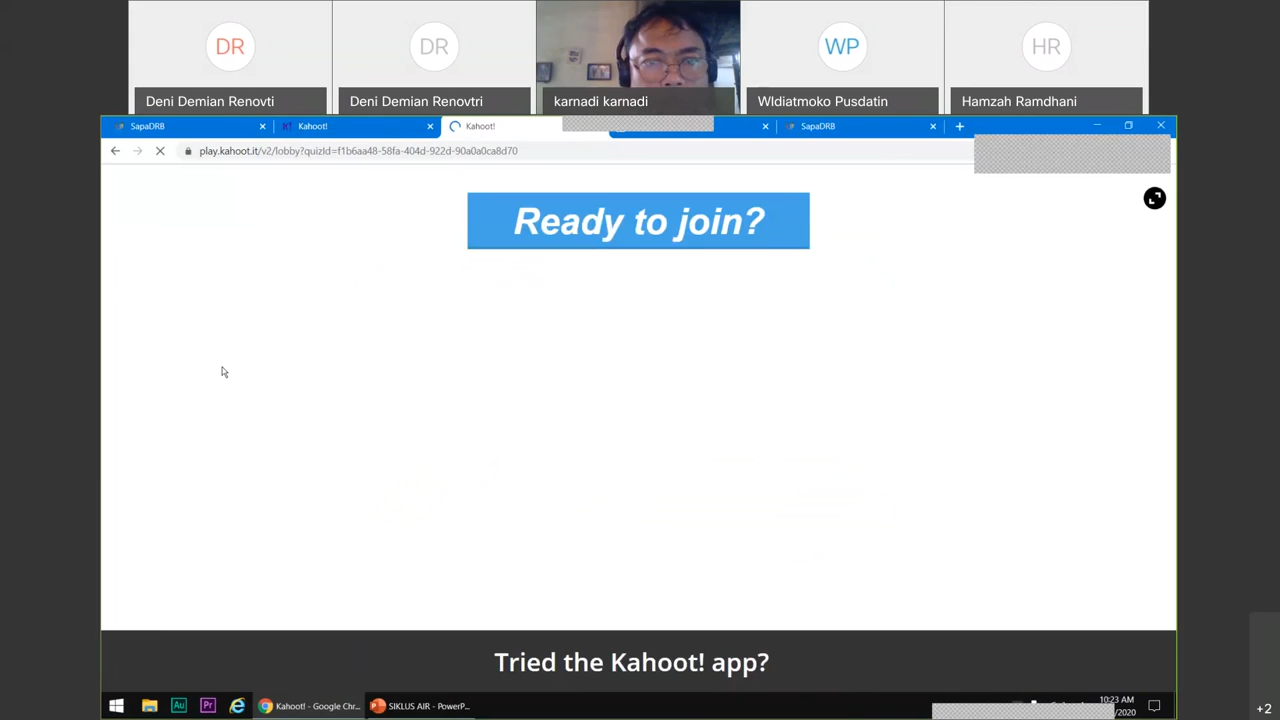 DR
DR
WP
HR
Deni Demian Renovti
Deni Demian Renovtri
karnadi karnadi
WIdiatmoko Pusdatin
Hamzah Ramdhani
SapaDRB
Kahoot!
Kahoot!
SapaDRB
play.kahoot.it/v2/lobby?quizId=f1b6aa48-58fa-404d-922d-90a0a0ca8d70
Ready to join?
Tried the Kahoot! app?
Au
Pr
Kahoot! - Google Chr...
SIKLUS AIR - PowerP...
10:23 AM
/2020
+2